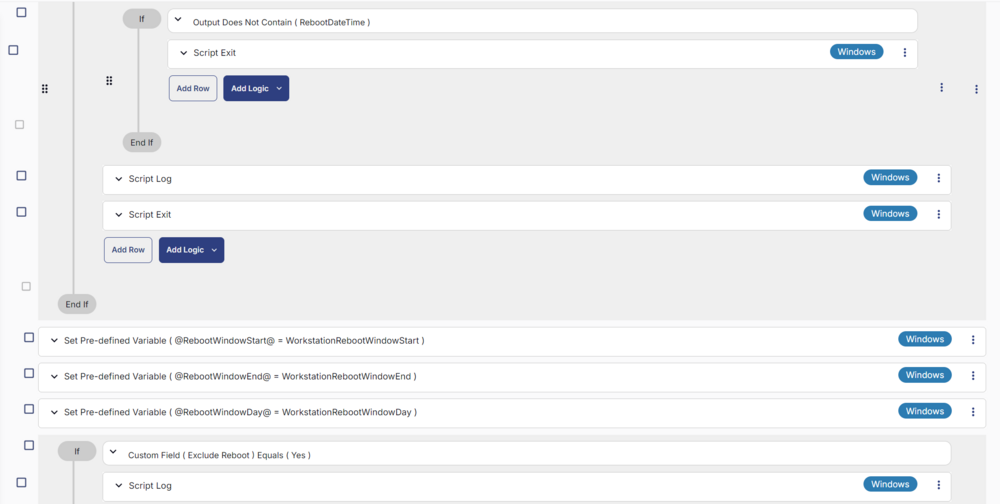 If
Output Does Not Contain ( RebootDateTime )
Script Exit Windows
Add Row Add Logic
End If
Script Log Windows
Script Exit Windows
Add Row Add Logic
End If
Set Pre-defined Variable ( @RebootWindowStart@ = WorkstationRebootWindowStart ) Windows
Set Pre-defined Variable ( @RebootWindowEnd@ = WorkstationRebootWindowEnd ) Windows
Set Pre-defined Variable ( @RebootWindowDay@ = WorkstationRebootWindowDay ) Windows
If
Custom Field ( Exclude Reboot ) Equals ( Yes )
Script Log Windows